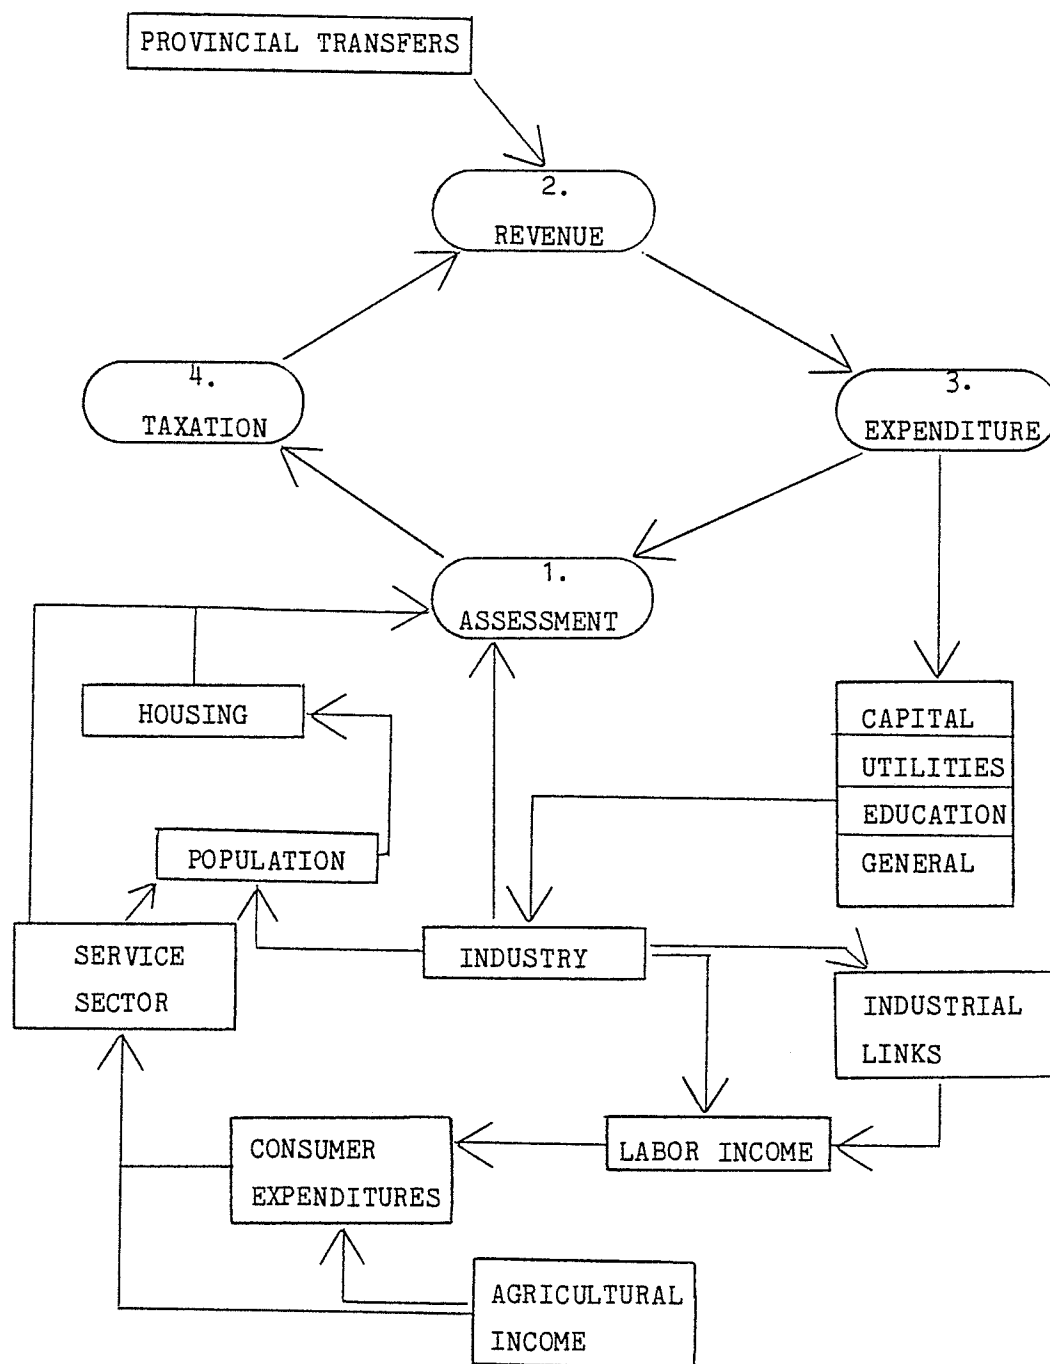 PROVINCIAL TRANSFERS
2.
REVENUE
4.
TAXATION
3.
EXPENDITURE
1.
ASSESSMENT
HOUSING
CAPITAL
UTILITIES
EDUCATION
GENERAL
POPULATION
SERVICE
SECTOR
INDUSTRY
INDUSTRIAL
LINKS
CONSUMER
EXPENDITURES
LABOR INCOME
AGRICULTURAL
INCOME